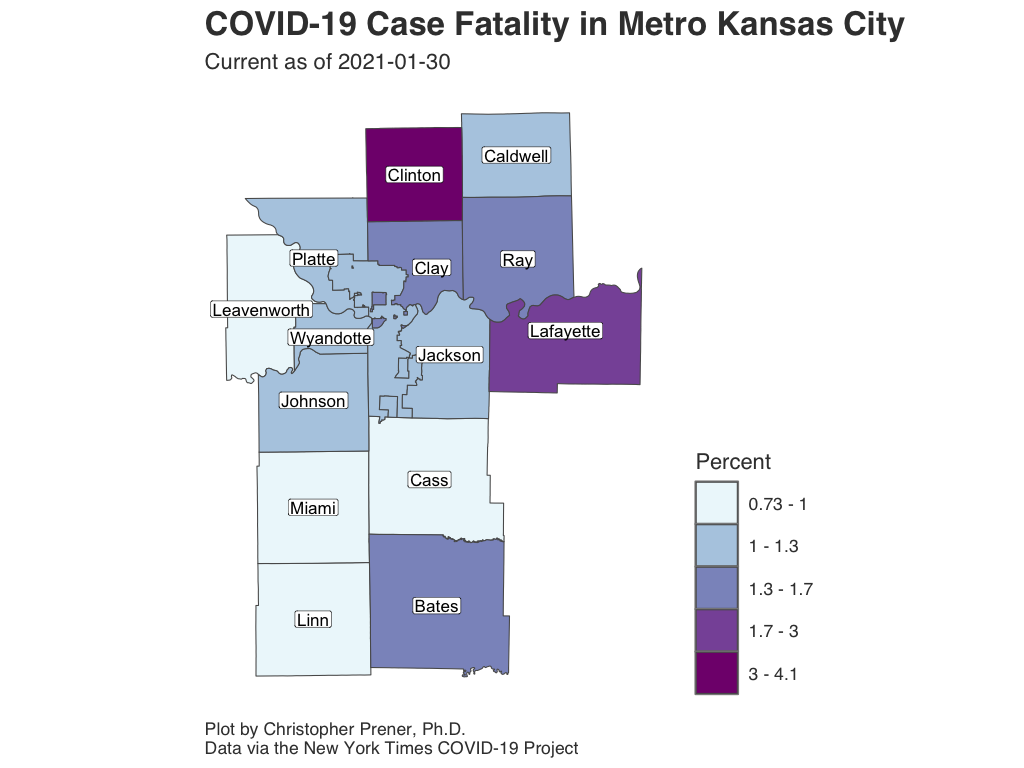 COVID-19 Case Fatality in Metro Kansas City
Current as of 2021-01-30
Caldwell
Clinton
Platte
Clay
Ray
Leavenworth
Wyandotte
Lafayette
Jackson
Johnson
Cass
Miami
Bates
Linn
Percent
0.73 - 1
1 - 1.3
1.3 - 1.7
1.7 - 3
3 - 4.1
Plot by Christopher Prener, Ph.D.
Data via the New York Times COVID-19 Project